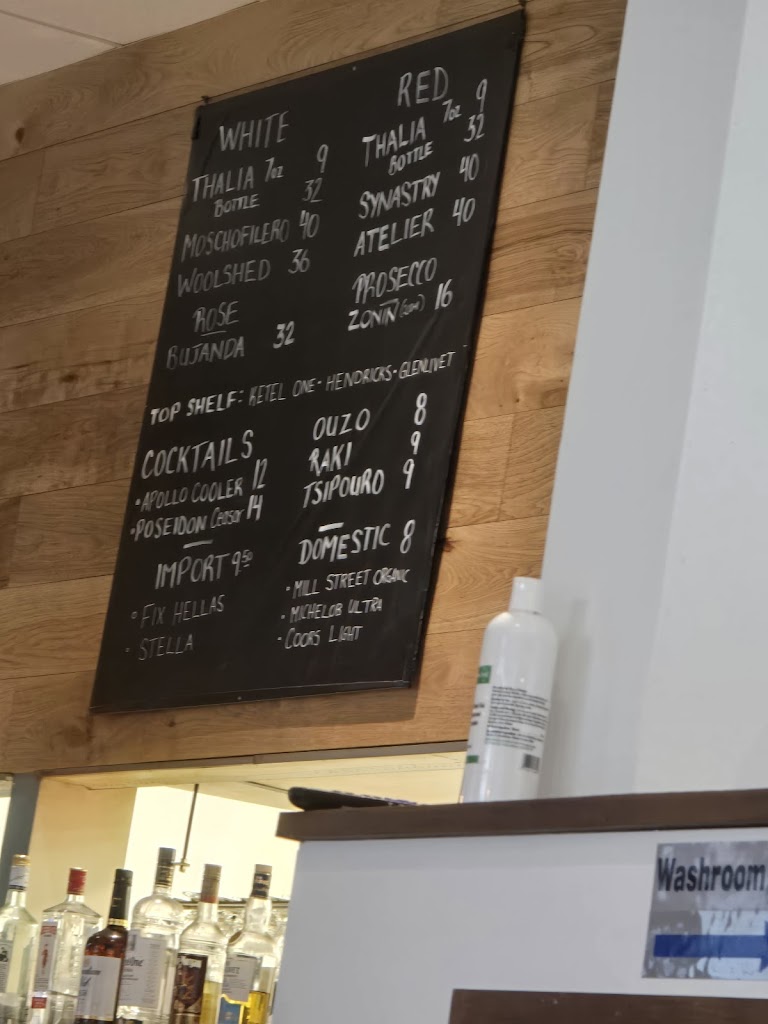 WHITE
THALIA 7oz 9
BOTTLE 32
MOSCHOFILERO 40
WOOLSHED 36
ROSE
BUJANDA 32
RED
THALIA 7oz 9
BOTTLE 32
SYNASTRY 40
ATELIER 40
PROSECCO
ZONIN 16
TOP SHELF: KETEL ONE • HENDRICKS • GLENLIVET
COCKTAILS
• APOLLO COOLER 12
• POSEIDON Ceasar 14
IMPORT 9.50
• FIX HELLAS
• STELLA
OUZO 8
RAKI 9
TSIPOURO 9
DOMESTIC 8
• MILL STREET ORGANIC
• MICHELOB ULTRA
• COORS LIGHT
Washroom